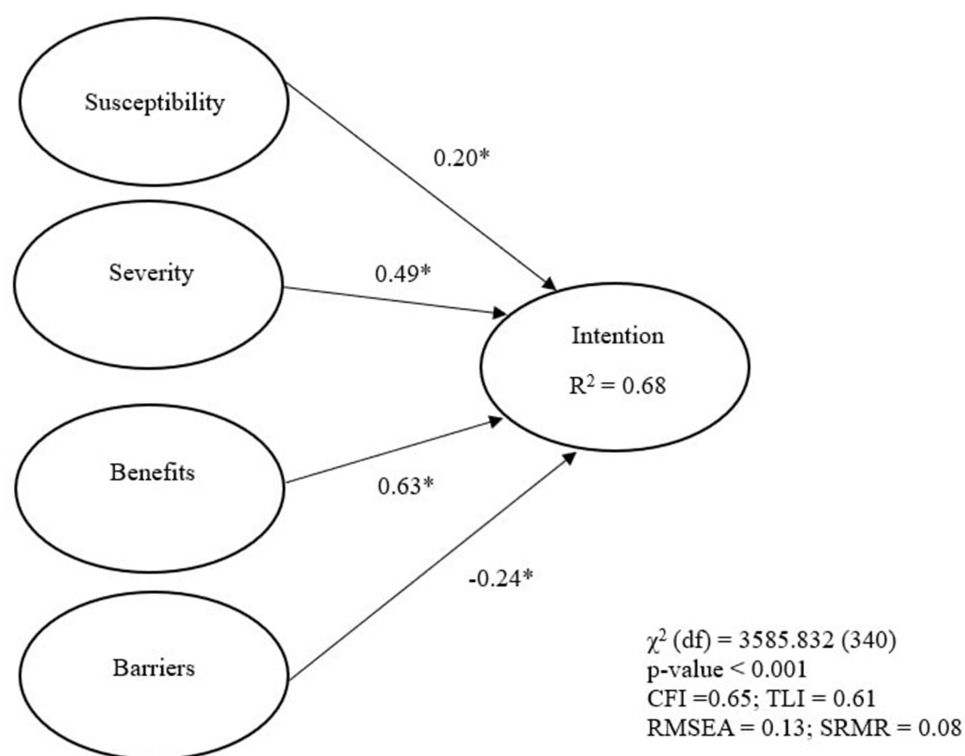 Susceptibility
0.20*
Severity
0.49*
Intention
R² = 0.68
Benefits
0.63*
-0.24*
Barriers
χ² (df) = 3585.832 (340)
p-value < 0.001
CFI =0.65; TLI = 0.61
RMSEA = 0.13; SRMR = 0.08